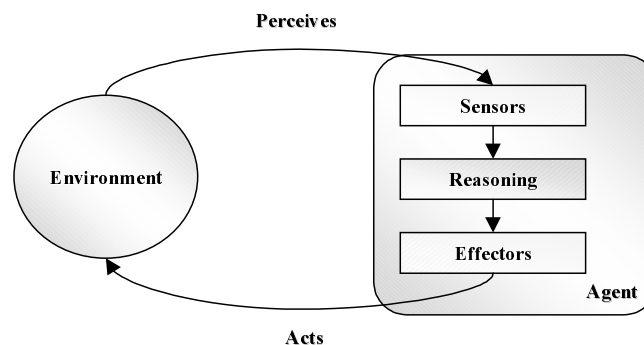 Perceives
Sensors
Environment
Reasoning
Effectors
Agent
Acts